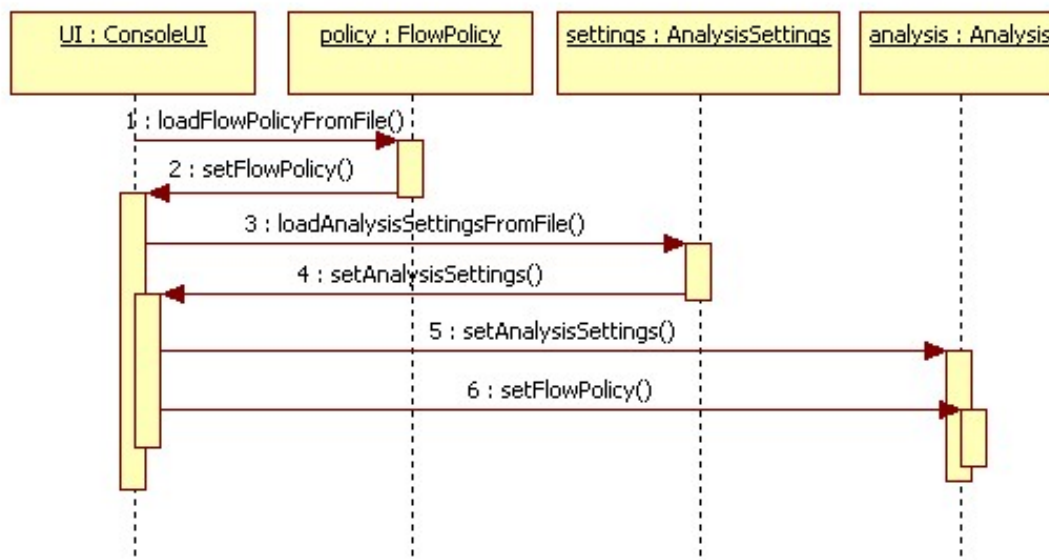 UI : ConsoleUI
policy : FlowPolicy
settings : AnalysisSettings
analysis : Analysis
1 : loadFlowPolicyFromFile()
2 : setFlowPolicy()
3 : loadAnalysisSettingsFromFile()
4 : setAnalysisSettings()
5 : setAnalysisSettings()
6 : setFlowPolicy()